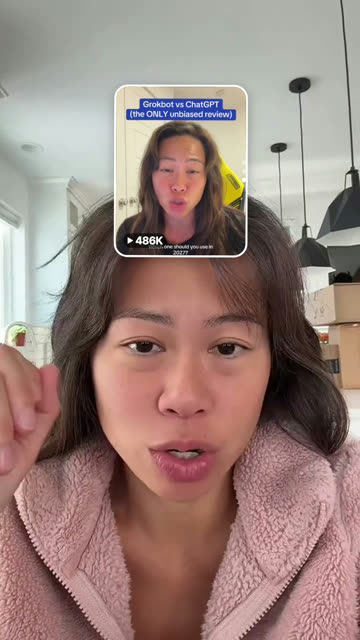 Grokbot vs ChatGPT
(the ONLY unbiased review)
486K
one should you use in
2027?